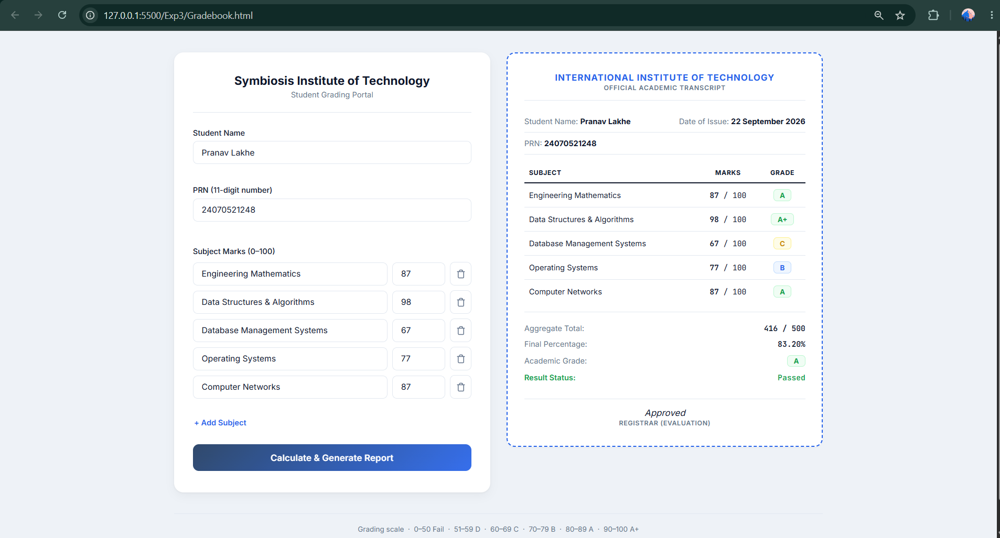 127.0.0.1:5500/Exp3/Gradebook.html
Symbiosis Institute of Technology
Student Grading Portal
Student Name
Pranav Lakhe
PRN (11-digit number)
24070521248
Subject Marks (0–100)
Engineering Mathematics 87
Data Structures & Algorithms 98
Database Management Systems 67
Operating Systems 77
Computer Networks 87
+ Add Subject
Calculate & Generate Report
INTERNATIONAL INSTITUTE OF TECHNOLOGY
OFFICIAL ACADEMIC TRANSCRIPT
Student Name: Pranav Lakhe Date of Issue: 22 September 2026
PRN: 24070521248
SUBJECT MARKS GRADE
Engineering Mathematics 87 / 100 A
Data Structures & Algorithms 98 / 100 A+
Database Management Systems 67 / 100 C
Operating Systems 77 / 100 B
Computer Networks 87 / 100 A
Aggregate Total: 416 / 500
Final Percentage: 83.20%
Academic Grade: A
Result Status: Passed
Approved
REGISTRAR (EVALUATION)
Grading scale · 0–50 Fail · 51–59 D · 60–69 C · 70–79 B · 80–89 A · 90–100 A+